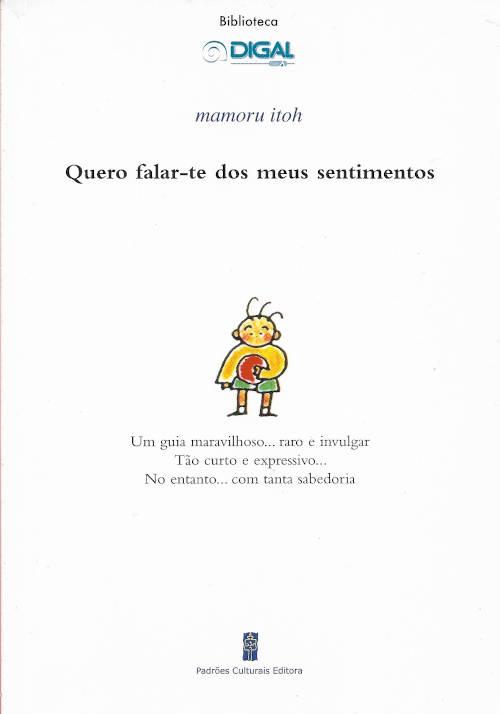 Biblioteca
DIGAL
mamoru itoh
Quero falar-te dos meus sentimentos
Um guia maravilhoso... raro e invulgar
Tão curto e expressivo...
No entanto... com tanta sabedoria
Padrões Culturais Editora